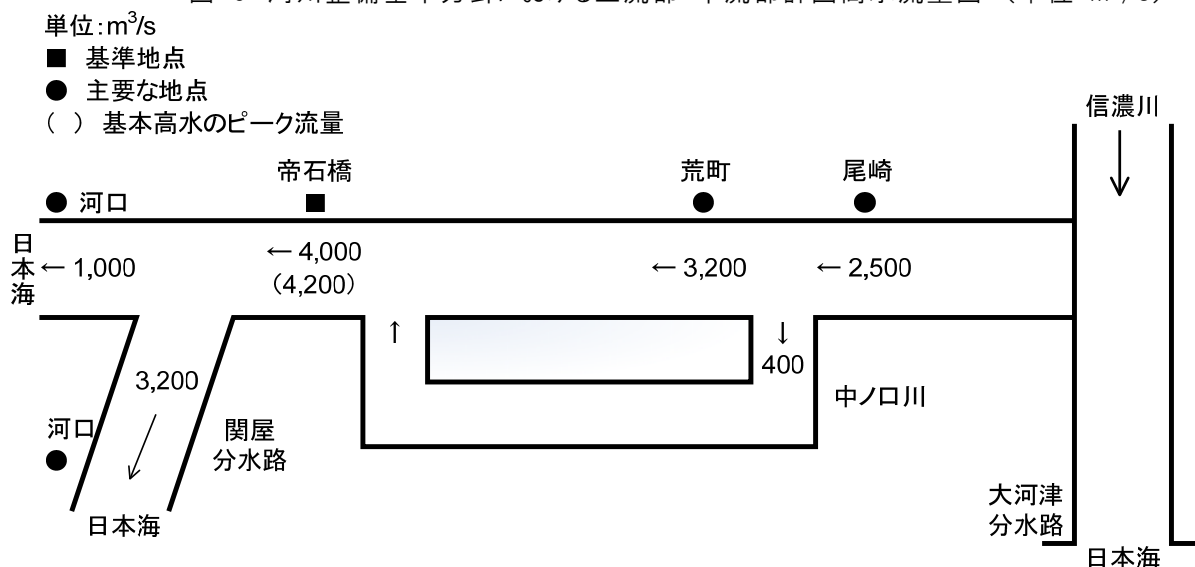 単位:m³/s
■ 基準地点
● 主要な地点
( ) 基本高水のピーク流量
信濃川
帝石橋
荒町
尾崎
● 河口
日本海
← 1,000
← 4,000
(4,200)
← 3,200
← 2,500
↑
↓
400
3,200
中ノ口川
河口
関屋
分水路
日本海
大河津
分水路
日本海